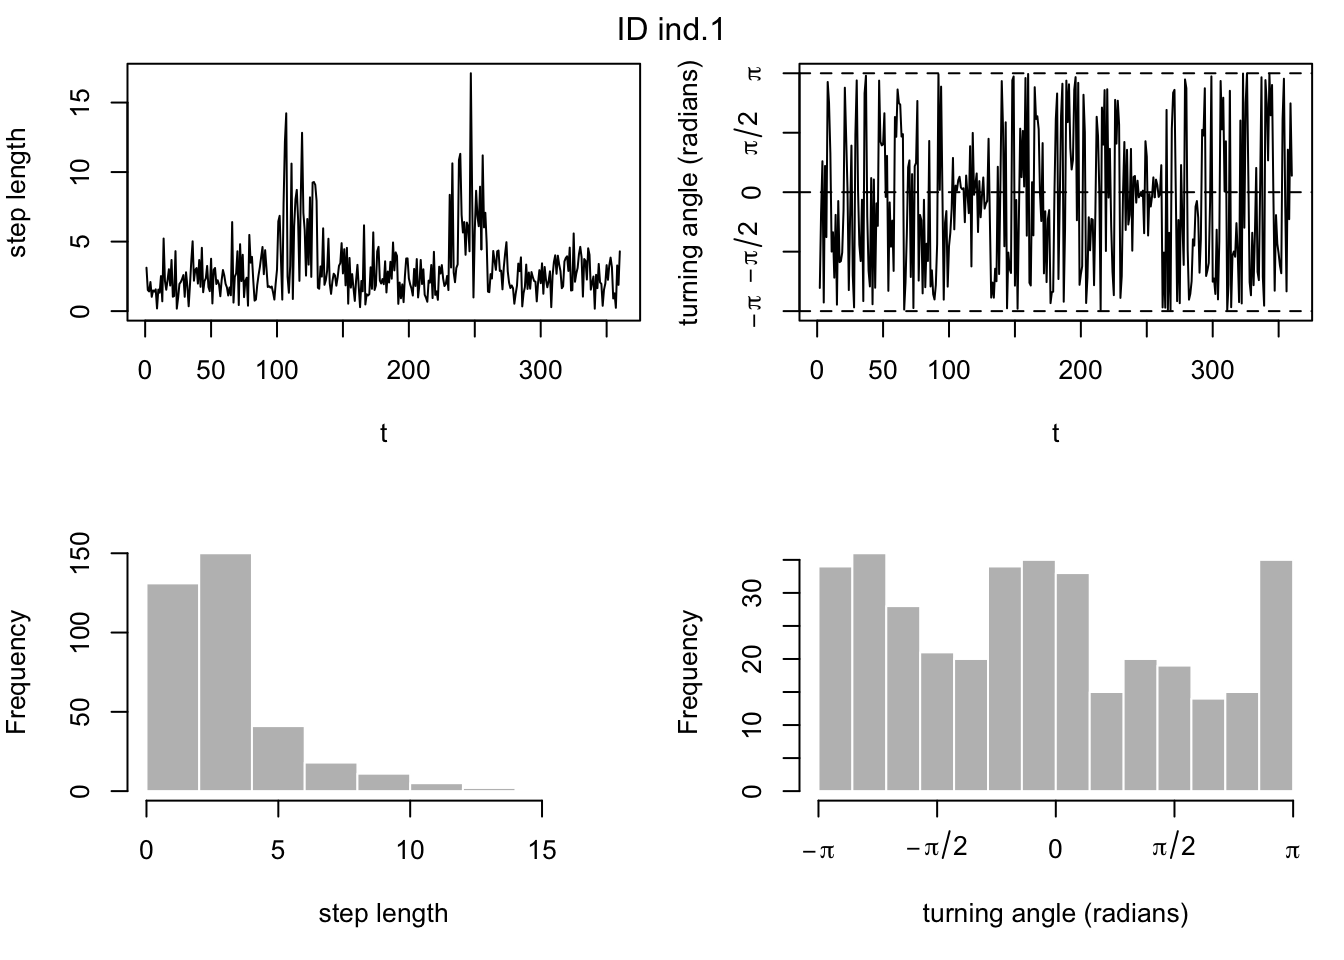 ID ind.1
step length
0 5 10 15
0 50 100 200 300
t
turning angle (radians)
−π −π/2 0 π/2 π
0 50 100 200 300
t
Frequency
0 50 100 150
0 5 10 15
step length
Frequency
0 10 20 30
−π −π/2 0 π/2 π
turning angle (radians)